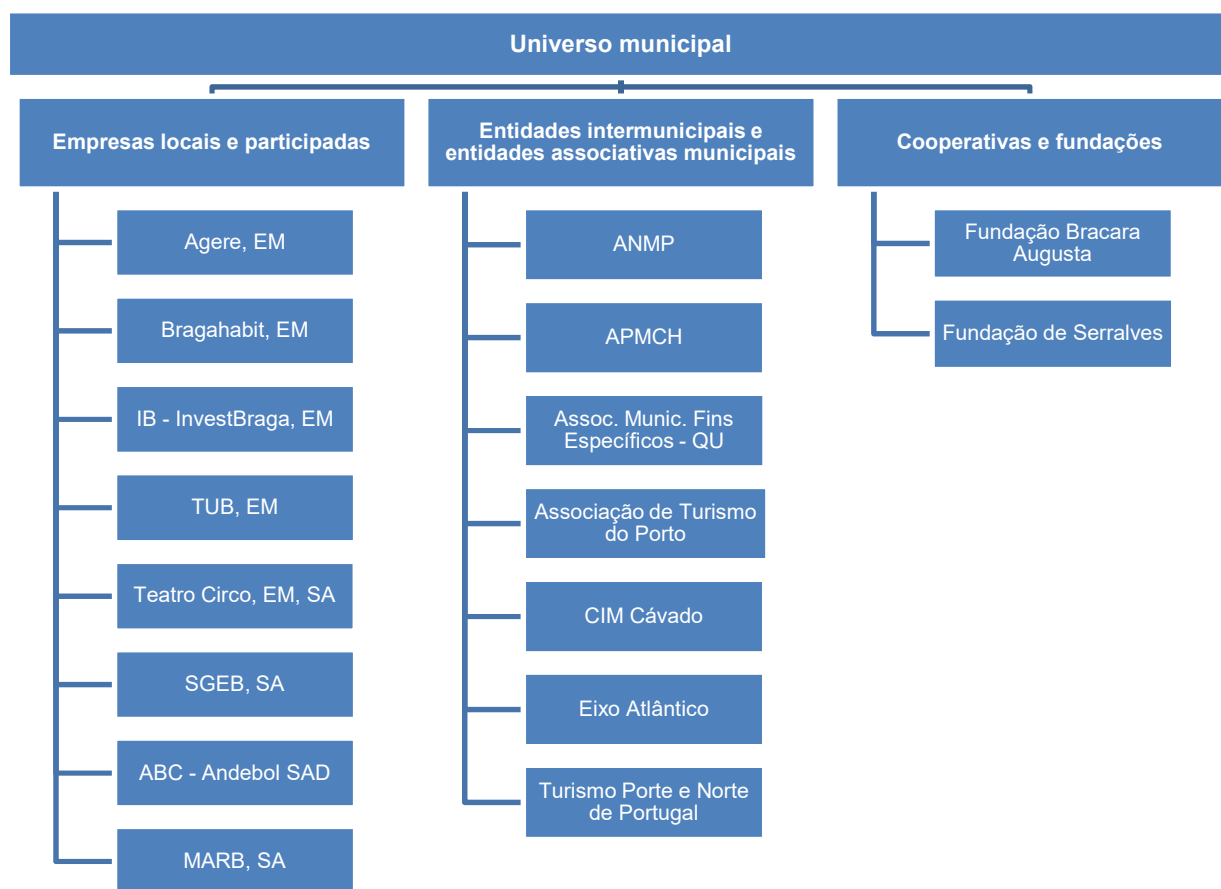 Universo municipal
Empresas locais e participadas
Agere, EM
Bragahabit, EM
IB - InvestBraga, EM
TUB, EM
Teatro Circo, EM, SA
SGEB, SA
ABC - Andebol SAD
MARB, SA
Entidades intermunicipais e
entidades associativas municipais
ANMP
APMCH
Assoc. Munic. Fins
Específicos - QU
Associação de Turismo
do Porto
CIM Cávado
Eixo Atlântico
Turismo Porte e Norte
de Portugal
Cooperativas e fundações
Fundação Bracara
Augusta
Fundação de Serralves